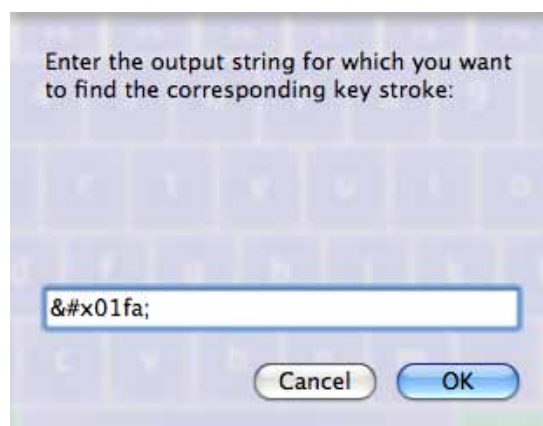 Enter the output string for which you want
to find the corresponding key stroke:
&#x01fa;
Cancel OK